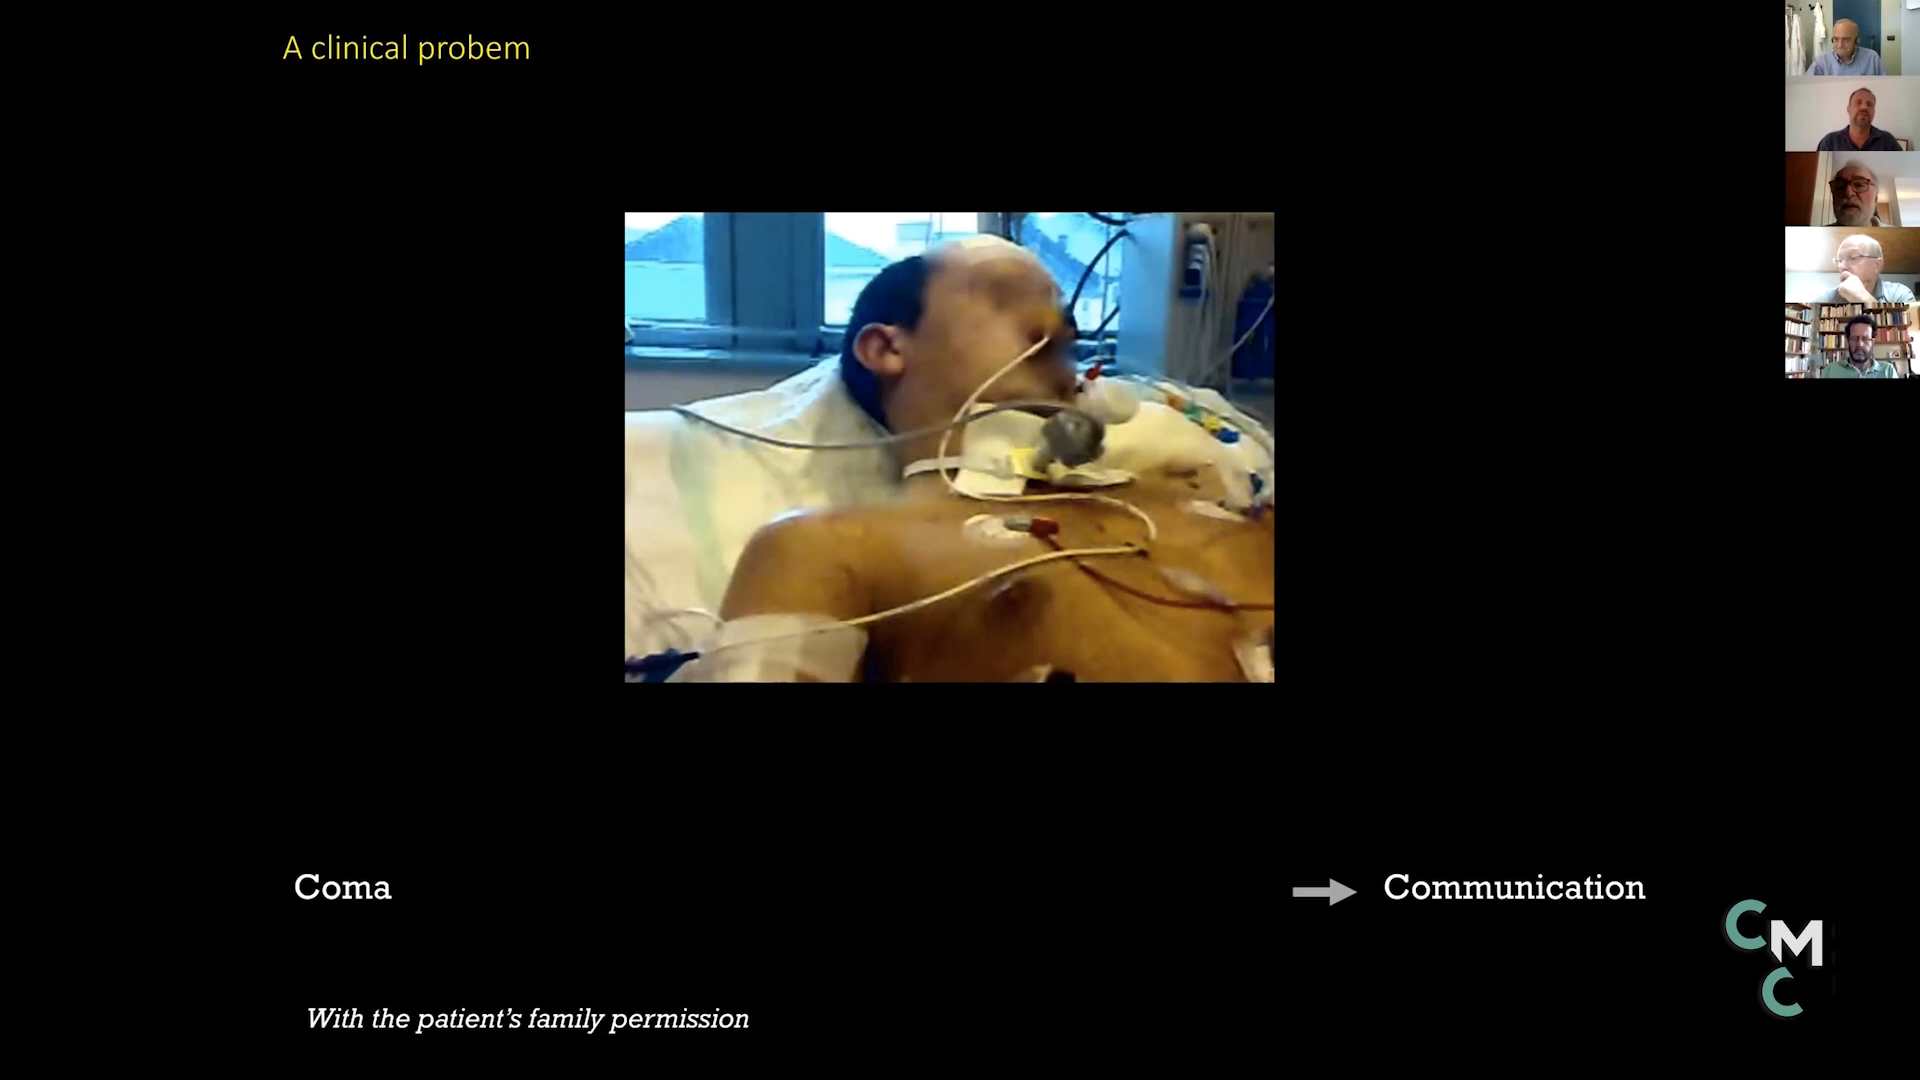 A clinical probem
Coma
Communication
With the patient's family permission
CMC